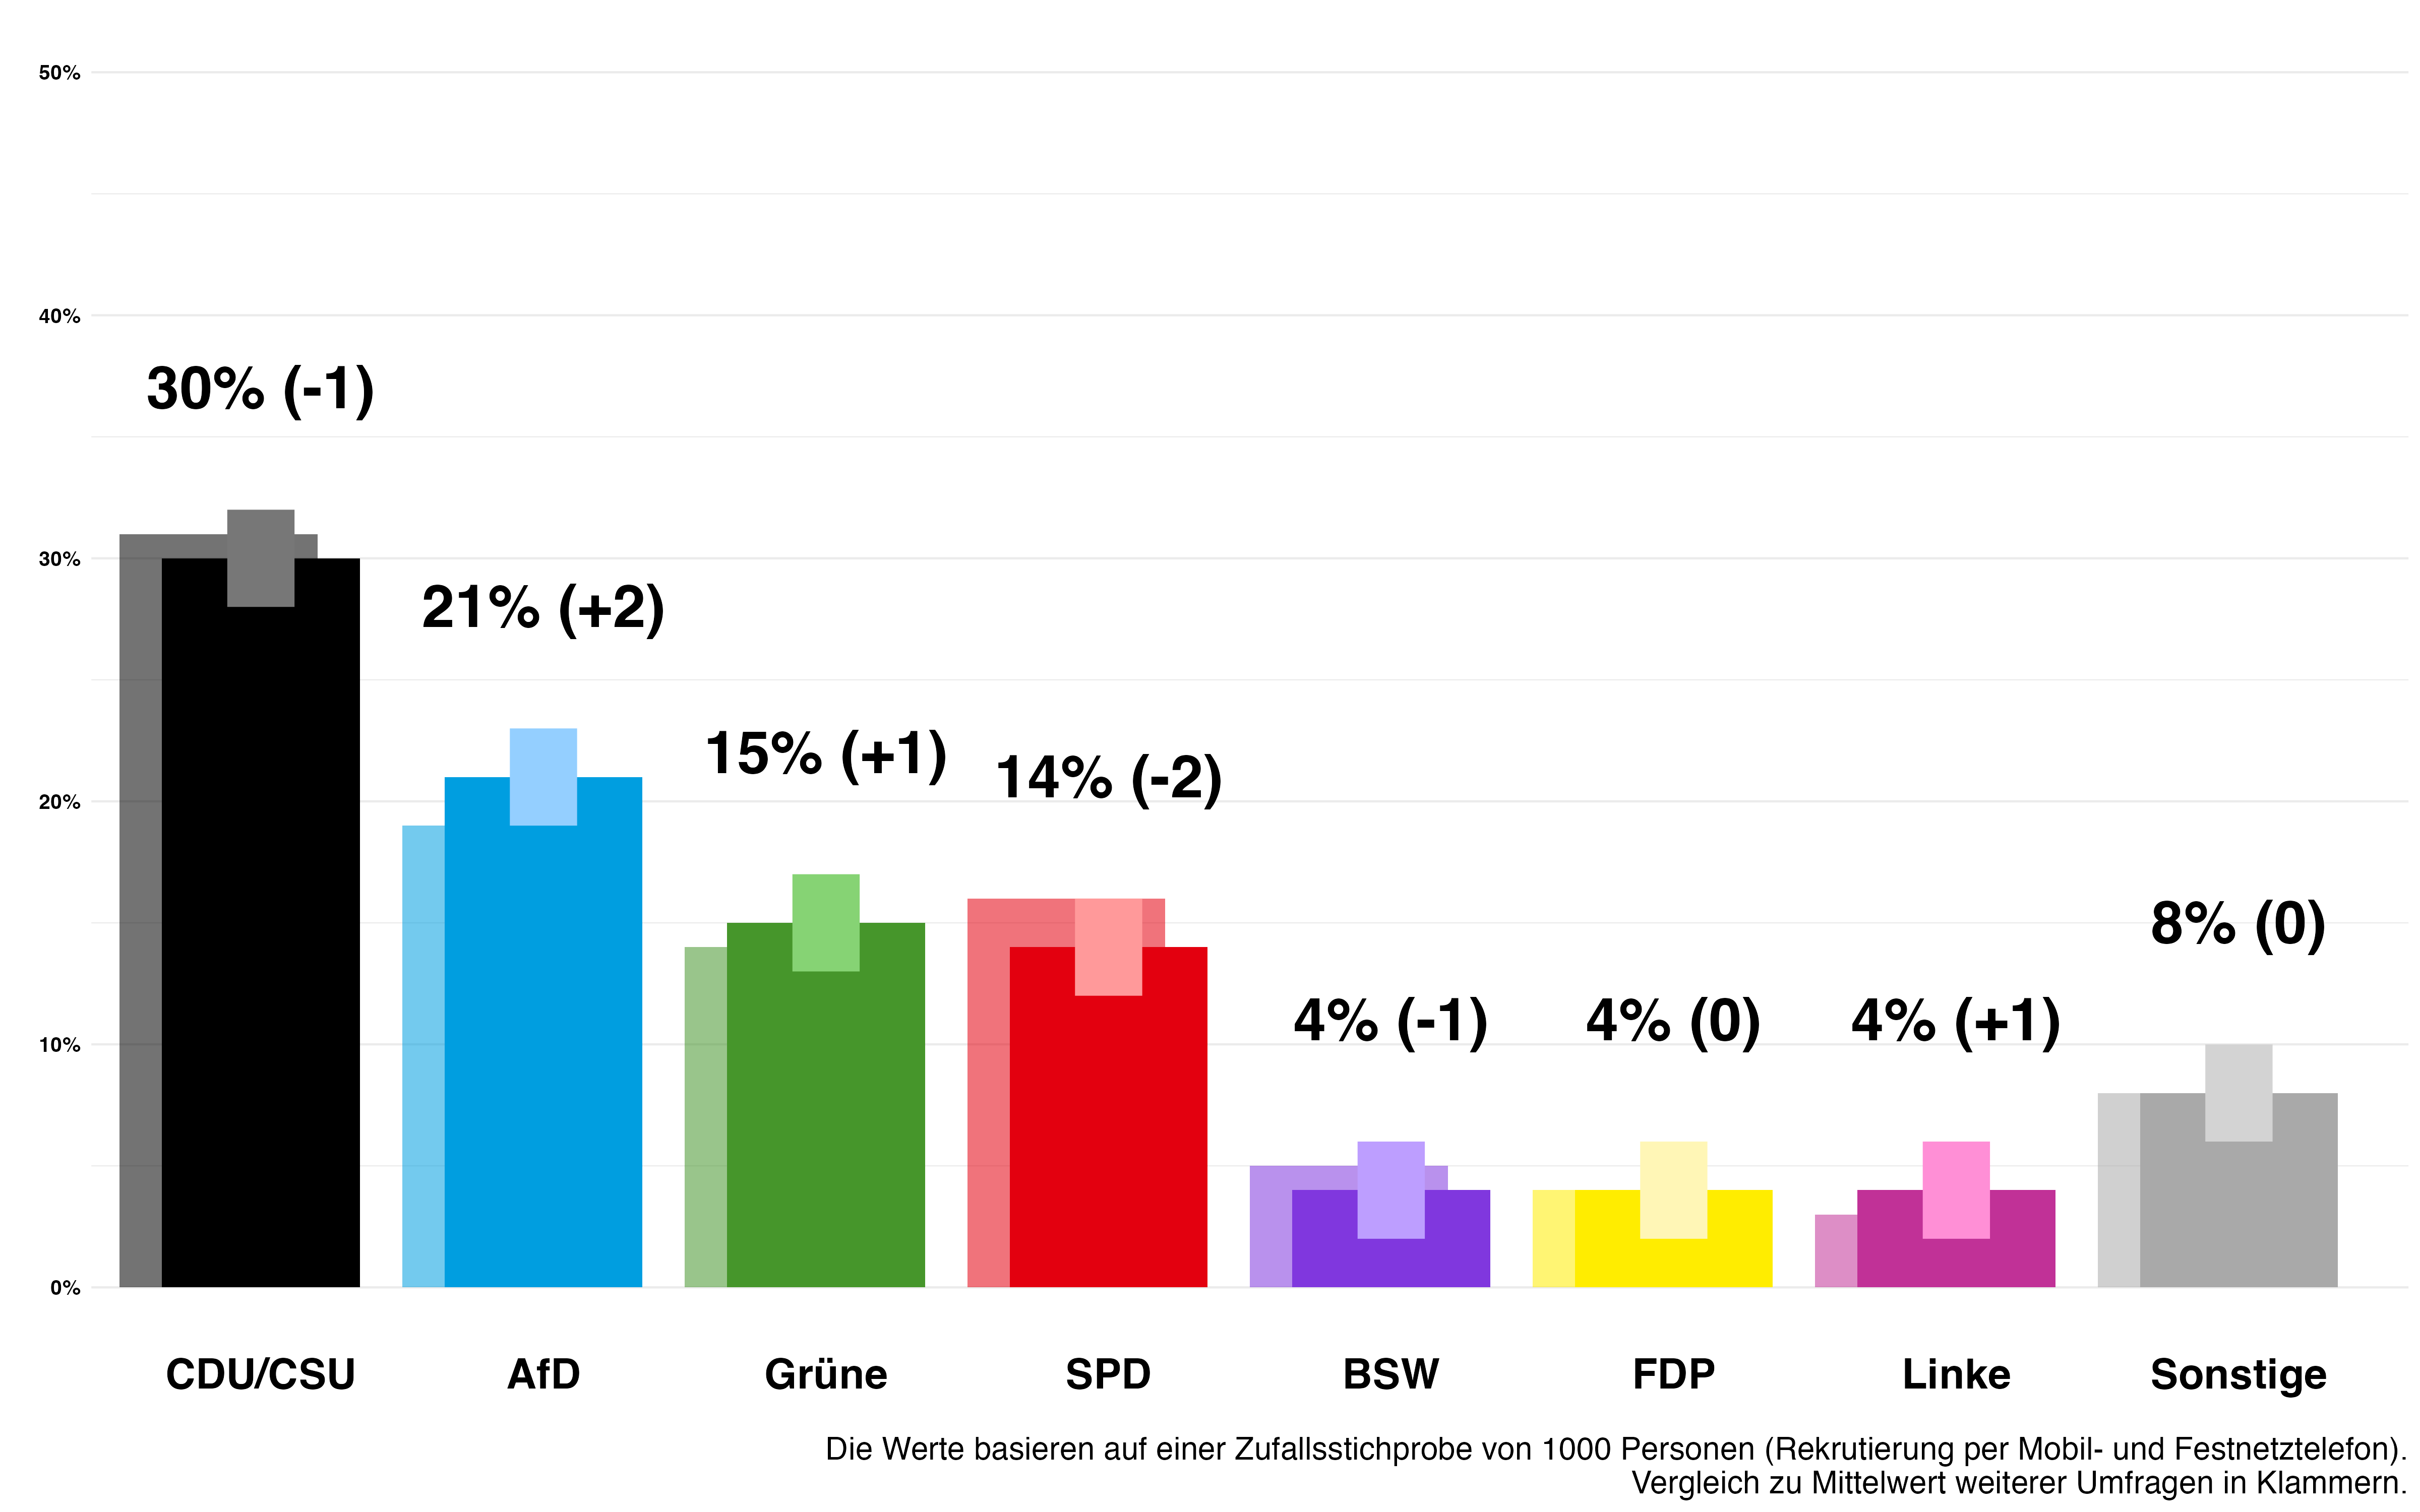 50%
40%
30%
20%
10%
0%
30% (-1)
21% (+2)
15% (+1)
14% (-2)
4% (-1)
4% (0)
4% (+1)
8% (0)
CDU/CSU
AfD
Grüne
SPD
BSW
FDP
Linke
Sonstige
Die Werte basieren auf einer Zufallsstichprobe von 1000 Personen (Rekrutierung per Mobil- und Festnetztelefon).
Vergleich zu Mittelwert weiterer Umfragen in Klammern.